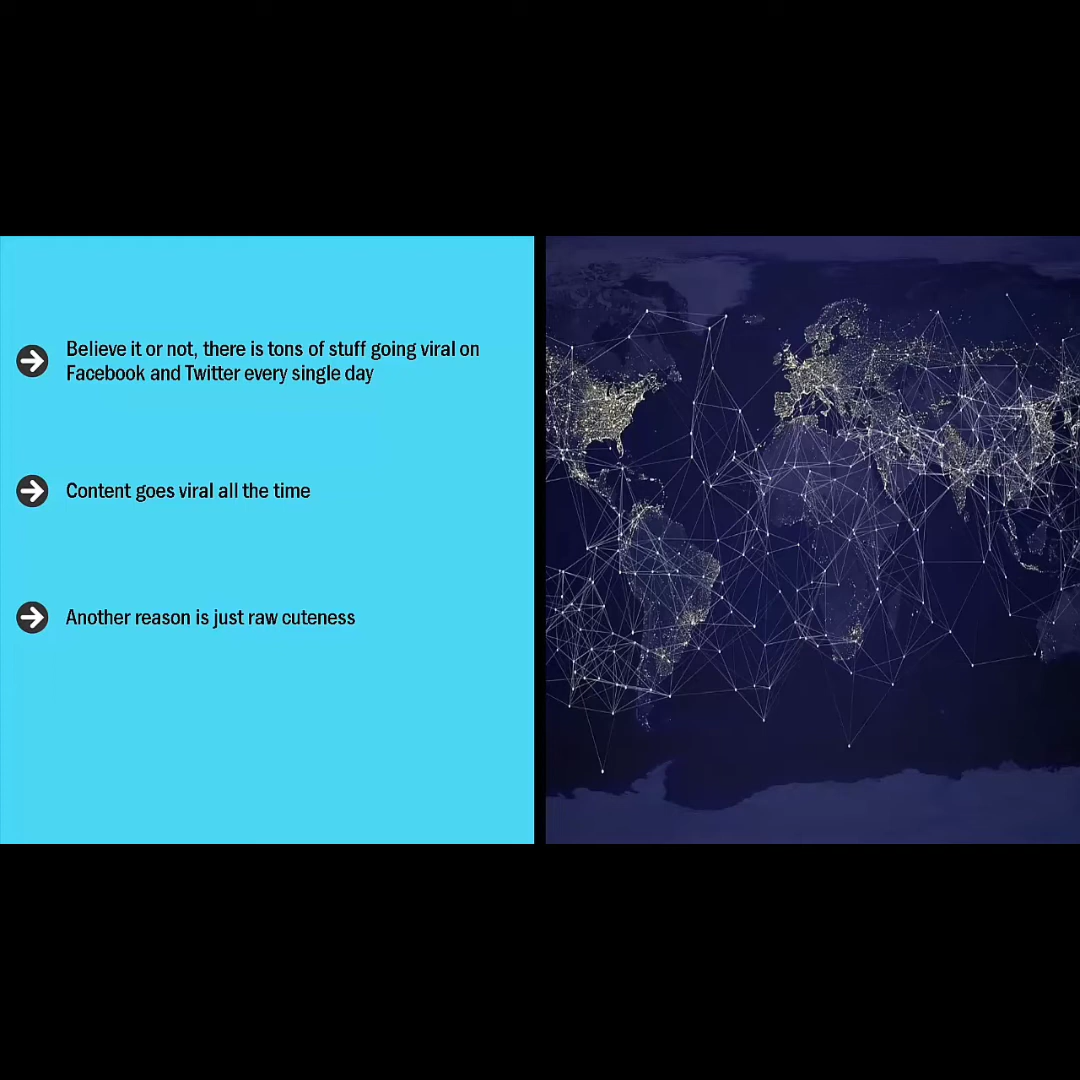 Believe it or not, there is tons of stuff going viral on
Facebook and Twitter every single day
Content goes viral all the time
Another reason is just raw cuteness